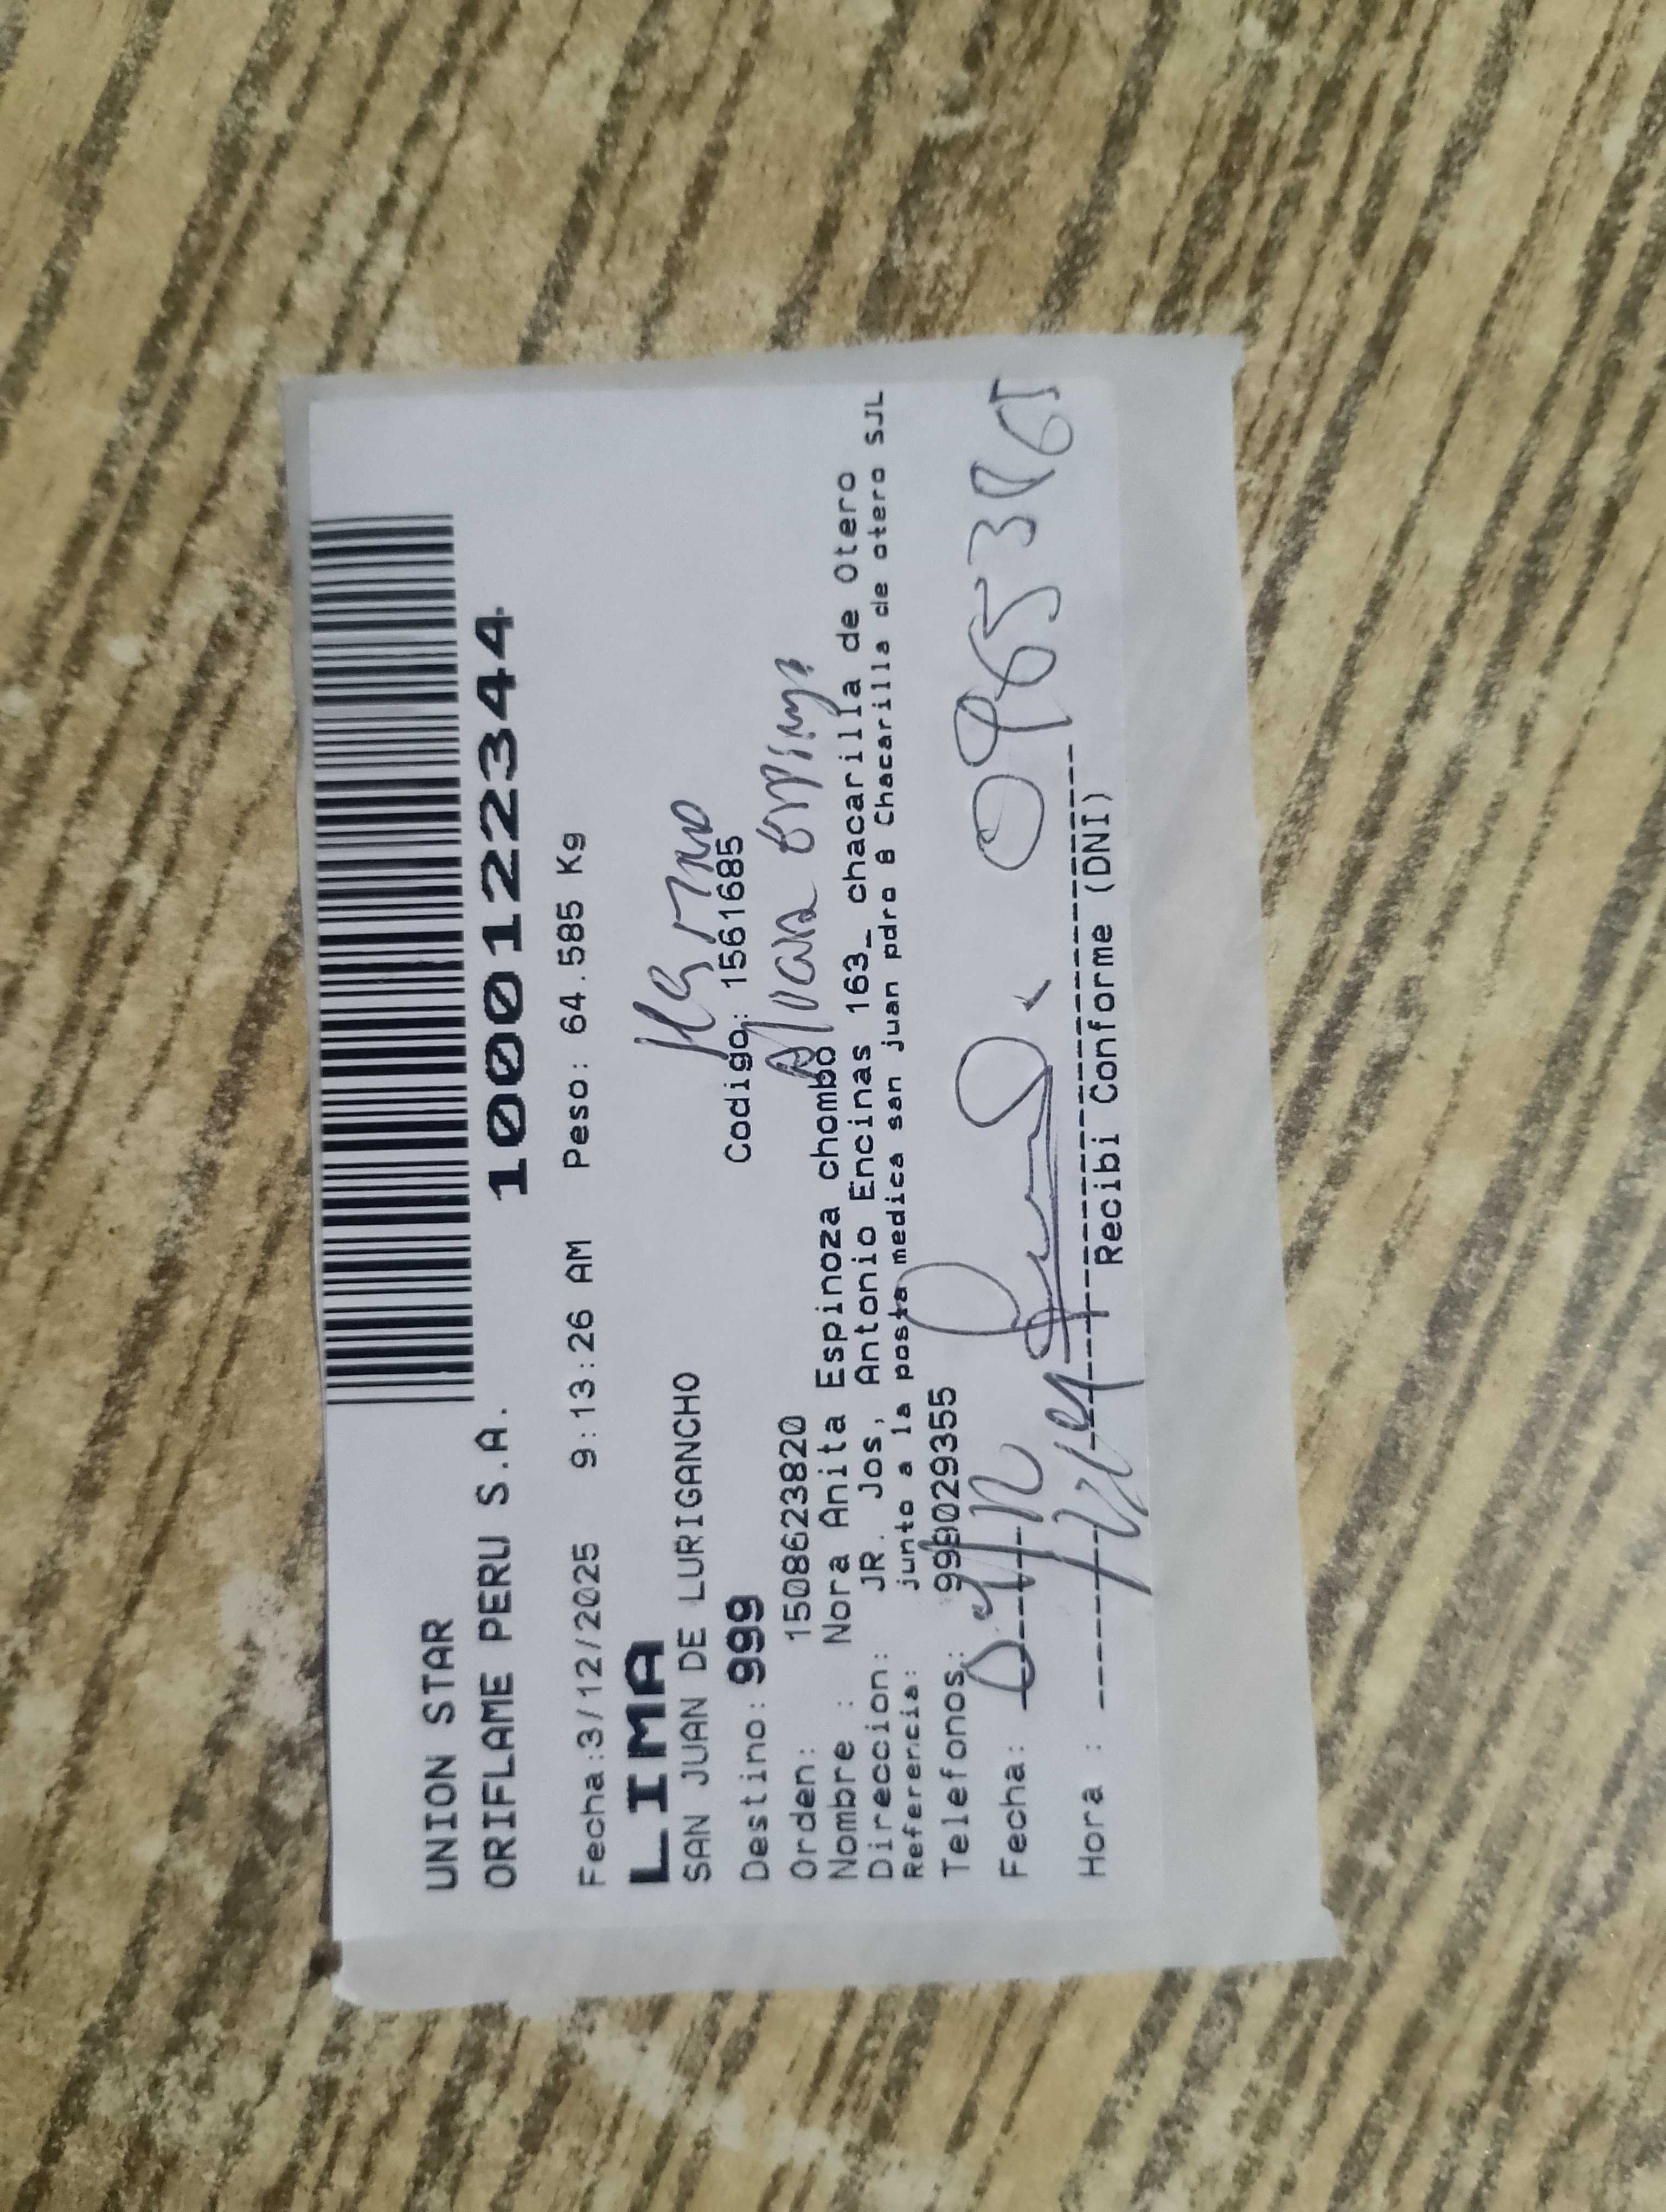 UNION STAR
ORIFLAME PERU S.A.
1000122344
Fecha:3/12/2025 9:13:26 AM Peso: 64.585 Kg
LIMA
SAN JUAN DE LURIGANCHO
Destino: 999 Codigo: 1561685
Orden: 1508623820
Nombre : Nora Anita Espinoza chombo
Direccion: JR. Jos, Antonio Encinas 163_ chacarilla de Otero
Referencia: junto a la posta medica san juan pdro 8 Chacarilla de otero SJL
Telefonos: 999029355
Fecha:
Hora :
Recibi Conforme (DNI)